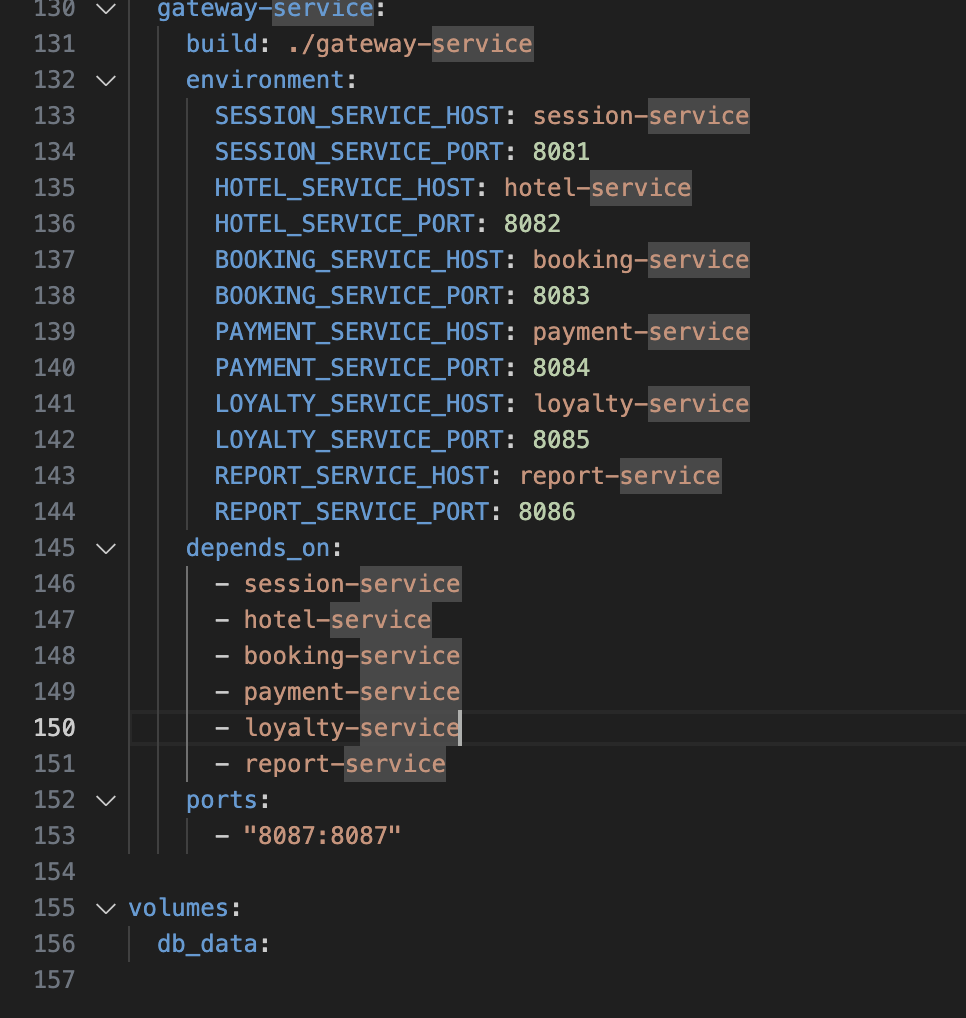 130 gateway-service:
131 build: ./gateway-service
132 environment:
133 SESSION_SERVICE_HOST: session-service
134 SESSION_SERVICE_PORT: 8081
135 HOTEL_SERVICE_HOST: hotel-service
136 HOTEL_SERVICE_PORT: 8082
137 BOOKING_SERVICE_HOST: booking-service
138 BOOKING_SERVICE_PORT: 8083
139 PAYMENT_SERVICE_HOST: payment-service
140 PAYMENT_SERVICE_PORT: 8084
141 LOYALTY_SERVICE_HOST: loyalty-service
142 LOYALTY_SERVICE_PORT: 8085
143 REPORT_SERVICE_HOST: report-service
144 REPORT_SERVICE_PORT: 8086
145 depends_on:
146 - session-service
147 - hotel-service
148 - booking-service
149 - payment-service
150 - loyalty-service
151 - report-service
152 ports:
153 - "8087:8087"
154
155 volumes:
156 db_data:
157